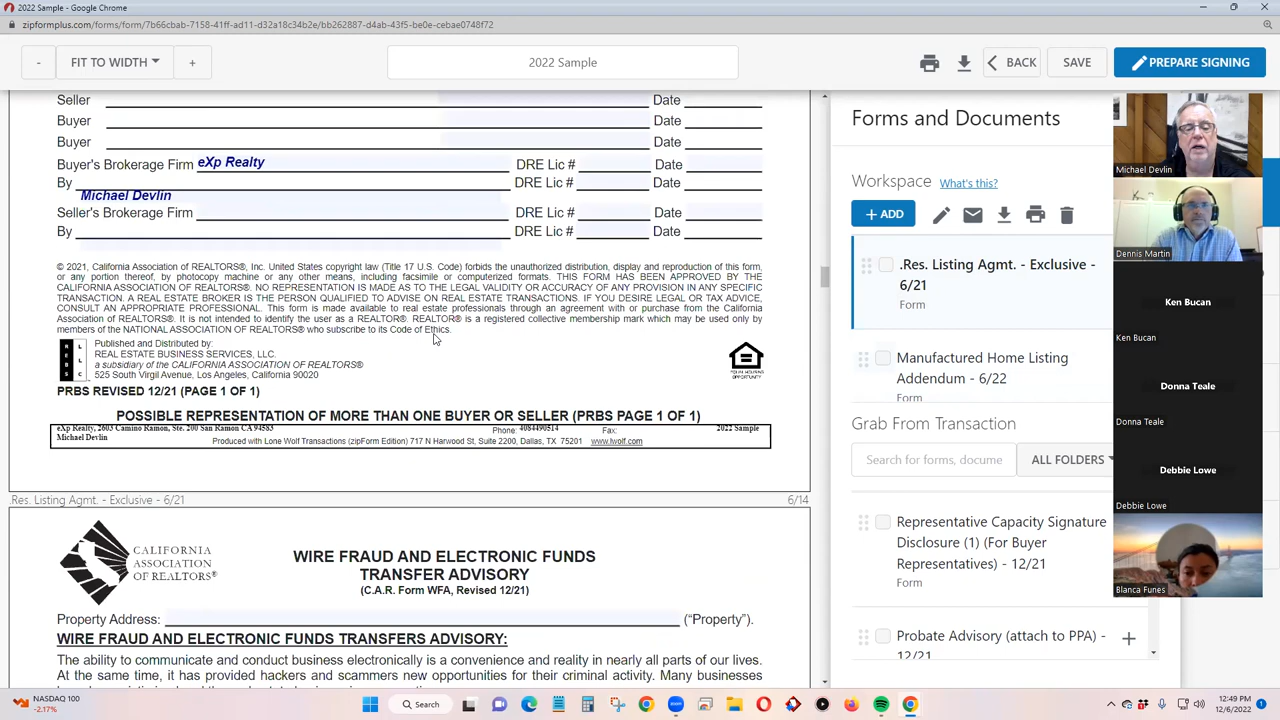 2022 Sample - Google Chrome
zipformplus.com/forms/form/7b66cbab-7158-41ff-ad11-d32a18c34b2e/bb262887-d4ab-43f5-be0e-cebae0748f72
- FIT TO WIDTH +
2022 Sample
BACK
SAVE
PREPARE SIGNING
Seller Date
Buyer Date
Buyer Date
Buyer's Brokerage Firm eXp Realty DRE Lic # Date
By Michael Devlin DRE Lic # Date
Seller's Brokerage Firm DRE Lic # Date
By DRE Lic # Date
© 2021, California Association of REALTORS®, Inc. United States copyright law (Title 17 U.S. Code) forbids the unauthorized distribution, display and reproduction of this form,
or any portion thereof, by photocopy machine or any other means, including facsimile or computerized formats. THIS FORM HAS BEEN APPROVED BY THE
CALIFORNIA ASSOCIATION OF REALTORS®. NO REPRESENTATION IS MADE AS TO THE LEGAL VALIDITY OR ACCURACY OF ANY PROVISION IN ANY SPECIFIC
TRANSACTION. A REAL ESTATE BROKER IS THE PERSON QUALIFIED TO ADVISE ON REAL ESTATE TRANSACTIONS. IF YOU DESIRE LEGAL OR TAX ADVICE,
CONSULT AN APPROPRIATE PROFESSIONAL. This form is made available to real estate professionals through an agreement with or purchase from the California
Association of REALTORS®. It is not intended to identify the user as a REALTOR®. REALTOR® is a registered collective membership mark which may be used only by
members of the NATIONAL ASSOCIATION OF REALTORS® who subscribe to its Code of Ethics.
Published and Distributed by:
REAL ESTATE BUSINESS SERVICES, LLC.
a subsidiary of the CALIFORNIA ASSOCIATION OF REALTORS®
525 South Virgil Avenue, Los Angeles, California 90020
PRBS REVISED 12/21 (PAGE 1 OF 1)
POSSIBLE REPRESENTATION OF MORE THAN ONE BUYER OR SELLER (PRBS PAGE 1 OF 1)
eXp Realty, 2603 Camino Ramon, Ste. 200 San Ramon CA 94583 Phone: 4084490514 Fax: 2022 Sample
Michael Devlin Produced with Lone Wolf Transactions (zipForm Edition) 717 N Harwood St, Suite 2200, Dallas, TX 75201 www.lwolf.com
.Res. Listing Agmt. - Exclusive - 6/21 6/14
CALIFORNIA
ASSOCIATION
OF REALTORS®
WIRE FRAUD AND ELECTRONIC FUNDS
TRANSFER ADVISORY
(C.A.R. Form WFA, Revised 12/21)
Property Address: ("Property").
WIRE FRAUD AND ELECTRONIC FUNDS TRANSFERS ADVISORY:
The ability to communicate and conduct business electronically is a convenience and reality in nearly all parts of our lives.
At the same time, it has provided hackers and scammers new opportunities for their criminal activity. Many businesses
Forms and Documents
Workspace What's this?
+ ADD
.Res. Listing Agmt. - Exclusive -
6/21
Form
Manufactured Home Listing
Addendum - 6/22
Form
Grab From Transaction
Search for forms, docume
ALL FOLDERS
Representative Capacity Signature
Disclosure (1) (For Buyer
Representatives) - 12/21
Form
Probate Advisory (attach to PPA) -
12/21
Michael Devlin
Dennis Martin
Ken Bucan
Ken Bucan
Donna Teale
Donna Teale
Debbie Lowe
Debbie Lowe
Blanca Funes
NASDAQ 100
-2.17%
Search
12:49 PM
12/6/2022